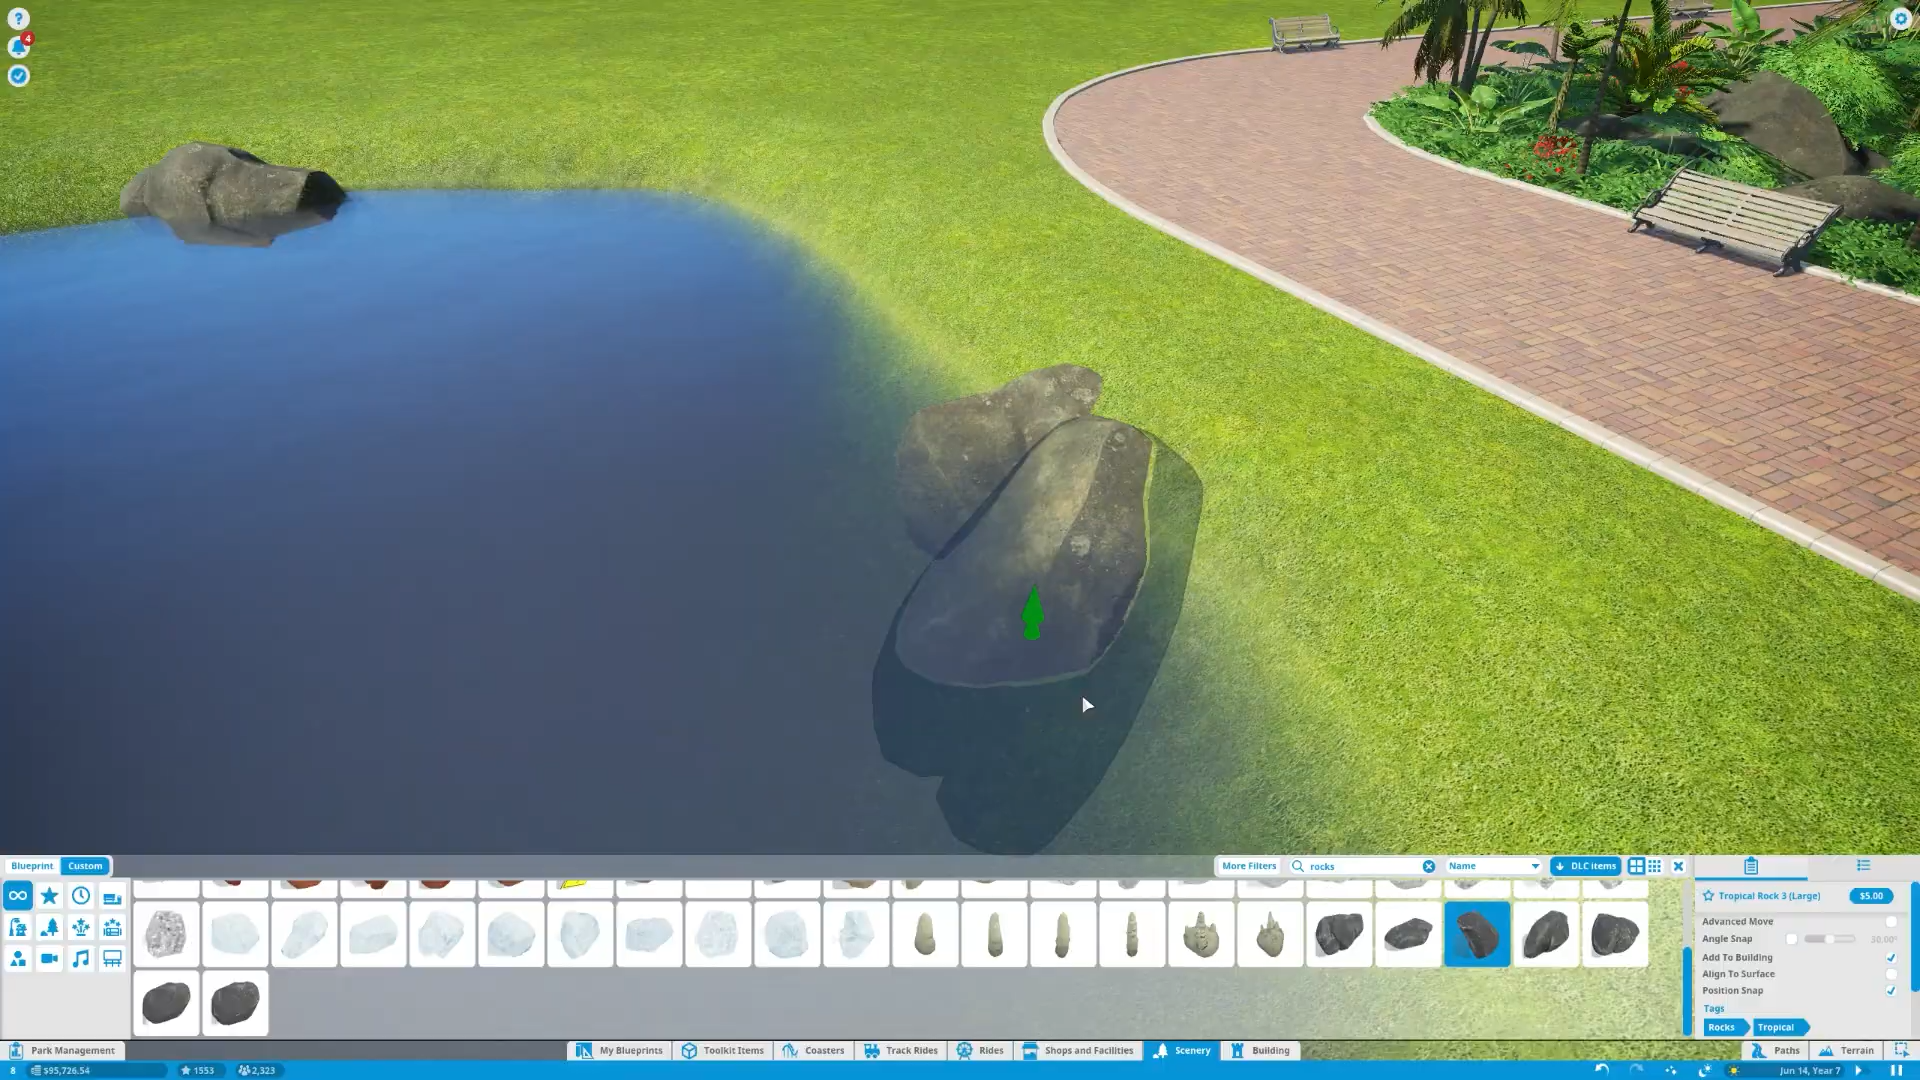 ?
4
Blueprint
Custom
More Filters
rocks
Name
DLC items
Tropical Rock 3 (Large)
$5.00
Advanced Move
Angle Snap
30.00°
Add To Building
Align To Surface
Position Snap
Tags
Rocks
Tropical
Park Management
My Blueprints
Toolkit Items
Coasters
Track Rides
Rides
Shops and Facilities
Scenery
Building
Paths
Terrain
8
$95,726.54
1553
2,323
Jun 14, Year 7